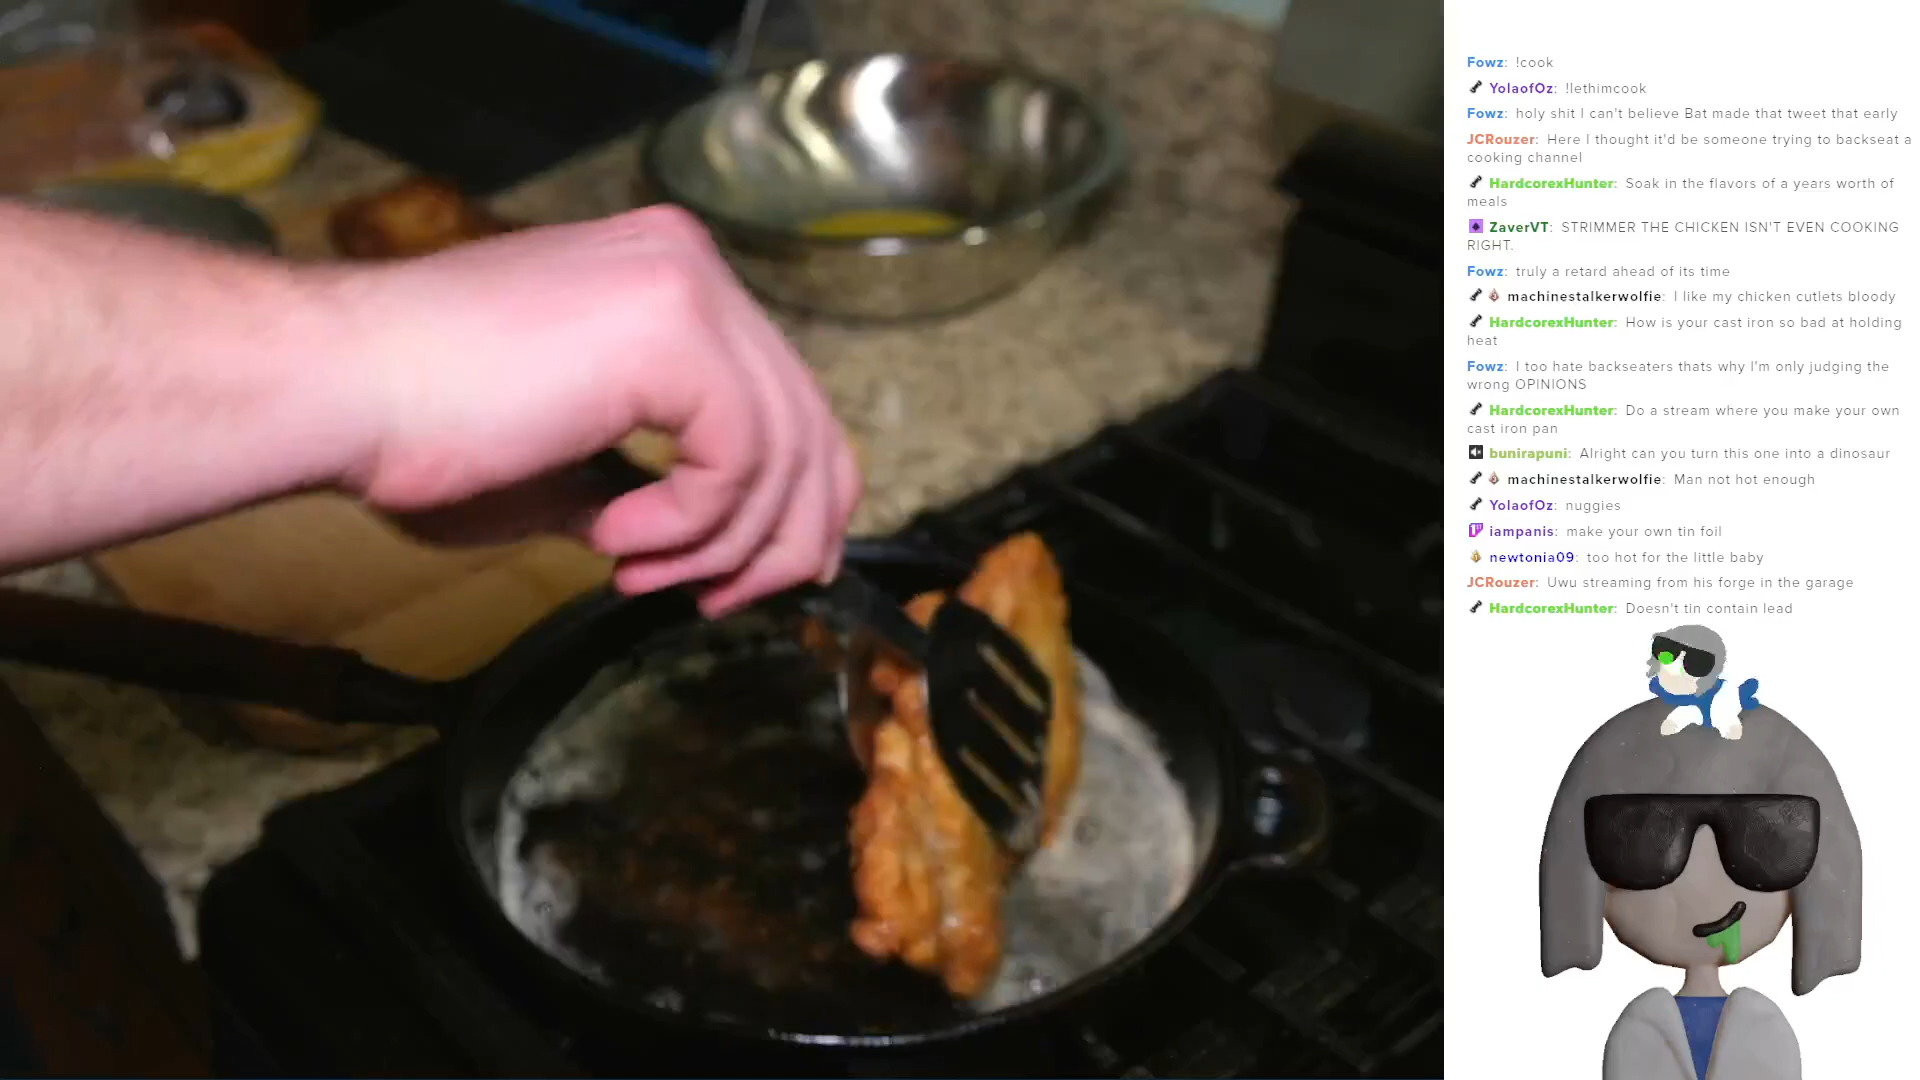 Fowz: !cook
YolaofOz: !lethimcook
Fowz: holy shit I can't believe Bat made that tweet that early
JCRouzer: Here I thought it'd be someone trying to backseat a
cooking channel
HardcorexHunter: Soak in the flavors of a years worth of
meals
ZaverVT: STRIMMER THE CHICKEN ISN'T EVEN COOKING
RIGHT.
Fowz: truly a retard ahead of its time
machinestalkerwolfie: I like my chicken cutlets bloody
HardcorexHunter: How is your cast iron so bad at holding
heat
Fowz: I too hate backseaters thats why I'm only judging the
wrong OPINIONS
HardcorexHunter: Do a stream where you make your own
cast iron pan
bunirapuni: Alright can you turn this one into a dinosaur
machinestalkerwolfie: Man not hot enough
YolaofOz: nuggies
iampanis: make your own tin foil
newtonia09: too hot for the little baby
JCRouzer: Uwu streaming from his forge in the garage
HardcorexHunter: Doesn't tin contain lead